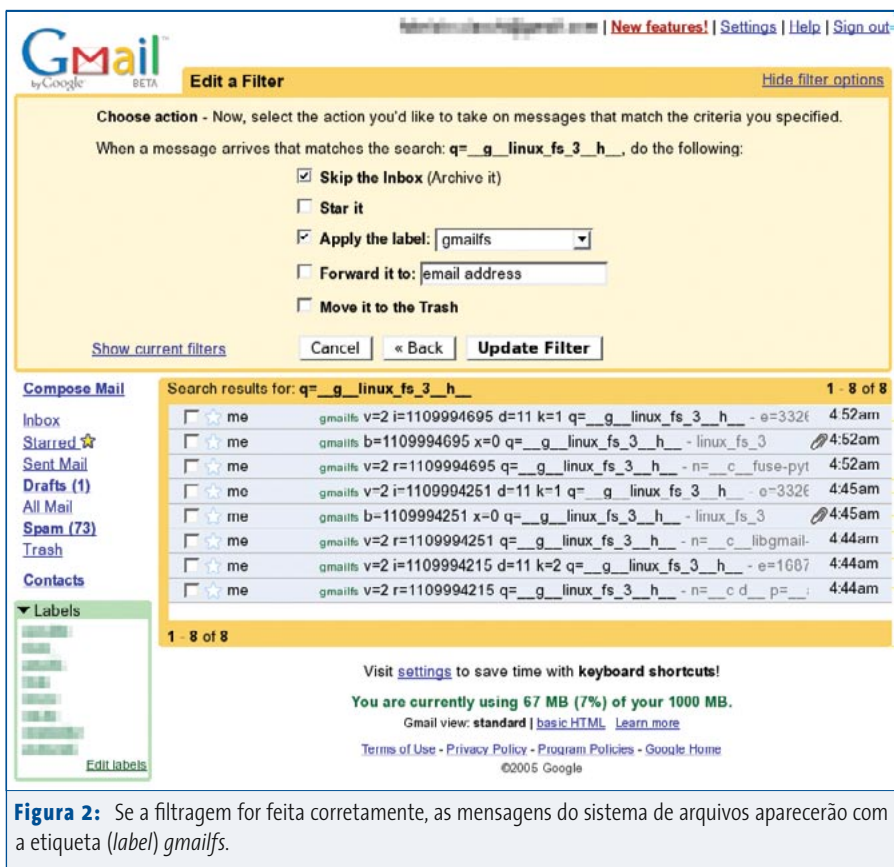 New features! | Settings | Help | Sign out
Gmail
by Google BETA
Edit a Filter
Hide filter options
Choose action - Now, select the action you'd like to take on messages that match the criteria you specified.
When a message arrives that matches the search: q=__g__linux_fs_3__h__, do the following:
Skip the Inbox (Archive it)
Star it
Apply the label: gmailfs
Forward it to: email address
Move it to the Trash
Show current filters
Cancel « Back Update Filter
Compose Mail
Inbox
Starred
Sent Mail
Drafts (1)
All Mail
Spam (73)
Trash
Contacts
Labels
Edit labels
Search results for: q=__g__linux_fs_3__h__ 1 - 8 of 8
me gmailfs v=2 i=1109994695 d=11 k=1 q=__g__linux_fs_3__h__ - e=3326 4:52am
me gmailfs b=1109994695 x=0 q=__g__linux_fs_3__h__ - linux_fs_3 4:52am
me gmailfs v=2 r=1109994695 q=__g__linux_fs_3__h__ - n=__c__fuse-pyt 4:52am
me gmailfs v=2 i=1109994251 d=11 k=1 q=__g__linux_fs_3__h__ - e=3326 4:45am
me gmailfs b=1109994251 x=0 q=__g__linux_fs_3__h__ - linux_fs_3 4:45am
me gmailfs v=2 r=1109994251 q=__g__linux_fs_3__h__ - n=__c__libgmail- 4:44am
me gmailfs v=2 i=1109994215 d=11 k=2 q=__g__linux_fs_3__h__ - e=1687 4:44am
me gmailfs v=2 r=1109994215 q=__g__linux_fs_3__h__ - n=__c d__ p=__ 4:44am
1 - 8 of 8
Visit settings to save time with keyboard shortcuts!
You are currently using 67 MB (7%) of your 1000 MB.
Gmail view: standard | basic HTML Learn more
Terms of Use - Privacy Policy - Program Policies - Google Home
©2005 Google
Figura 2: Se a filtragem for feita corretamente, as mensagens do sistema de arquivos aparecerão com
a etiqueta (label) gmailfs.